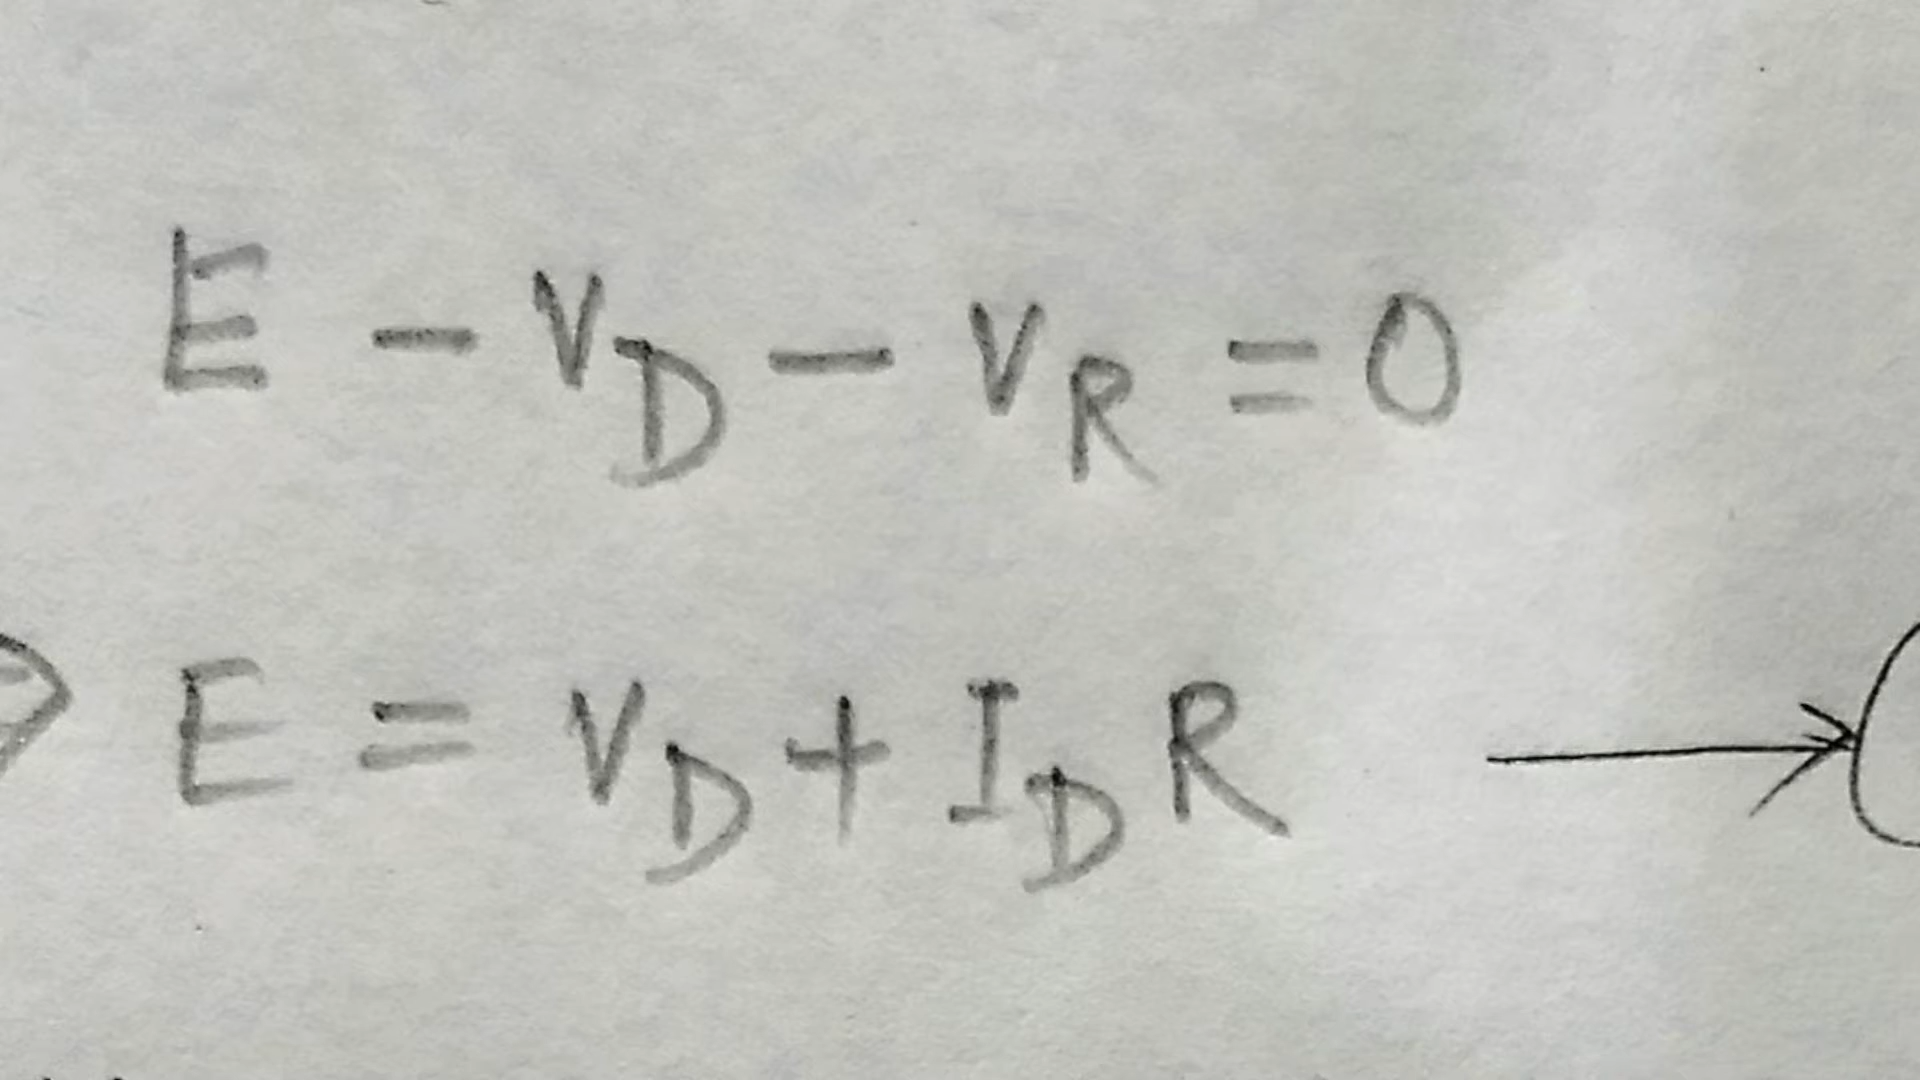 E - V_D - V_R = 0
⇒ E = V_D + I_D R →